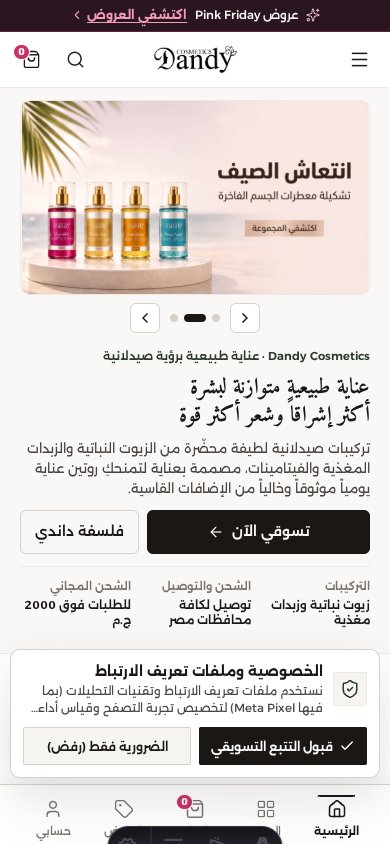 عروض Pink Friday اكتشفي العروض
0
COSMETICS
Dandy
انتعاش الصيف
تشكيلة معطرات الجسم الفاخرة
اكتشفي المجموعة
Dandy Cosmetics · عناية طبيعية برؤية صيدلانية
عناية طبيعية متوازنة لبشرة
أكثر إشراقاً وشعر أكثر قوة
تركيبات صيدلانية لطيفة محضّرة من الزيوت النباتية والزبدات
المغذية والفيتامينات، مصممة بعناية لتمنحكِ روتين عناية
يومياً موثوقاً وخالياً من الإضافات القاسية.
تسوقي الآن
فلسفة داندي
التركيبات
زيوت نباتية وزبدات
مغذية
الشحن والتوصيل
توصيل لكافة
محافظات مصر
الشحن المجاني
للطلبات فوق 2000
ج.م
الخصوصية وملفات تعريف الارتباط
نستخدم ملفات تعريف الارتباط وتقنيات التحليلات (بما
فيها Meta Pixel) لتخصيص تجربة التصفح وقياس أداء...
قبول التتبع التسويقي
الضرورية فقط (رفض)
0
الرئيسية
حسابي